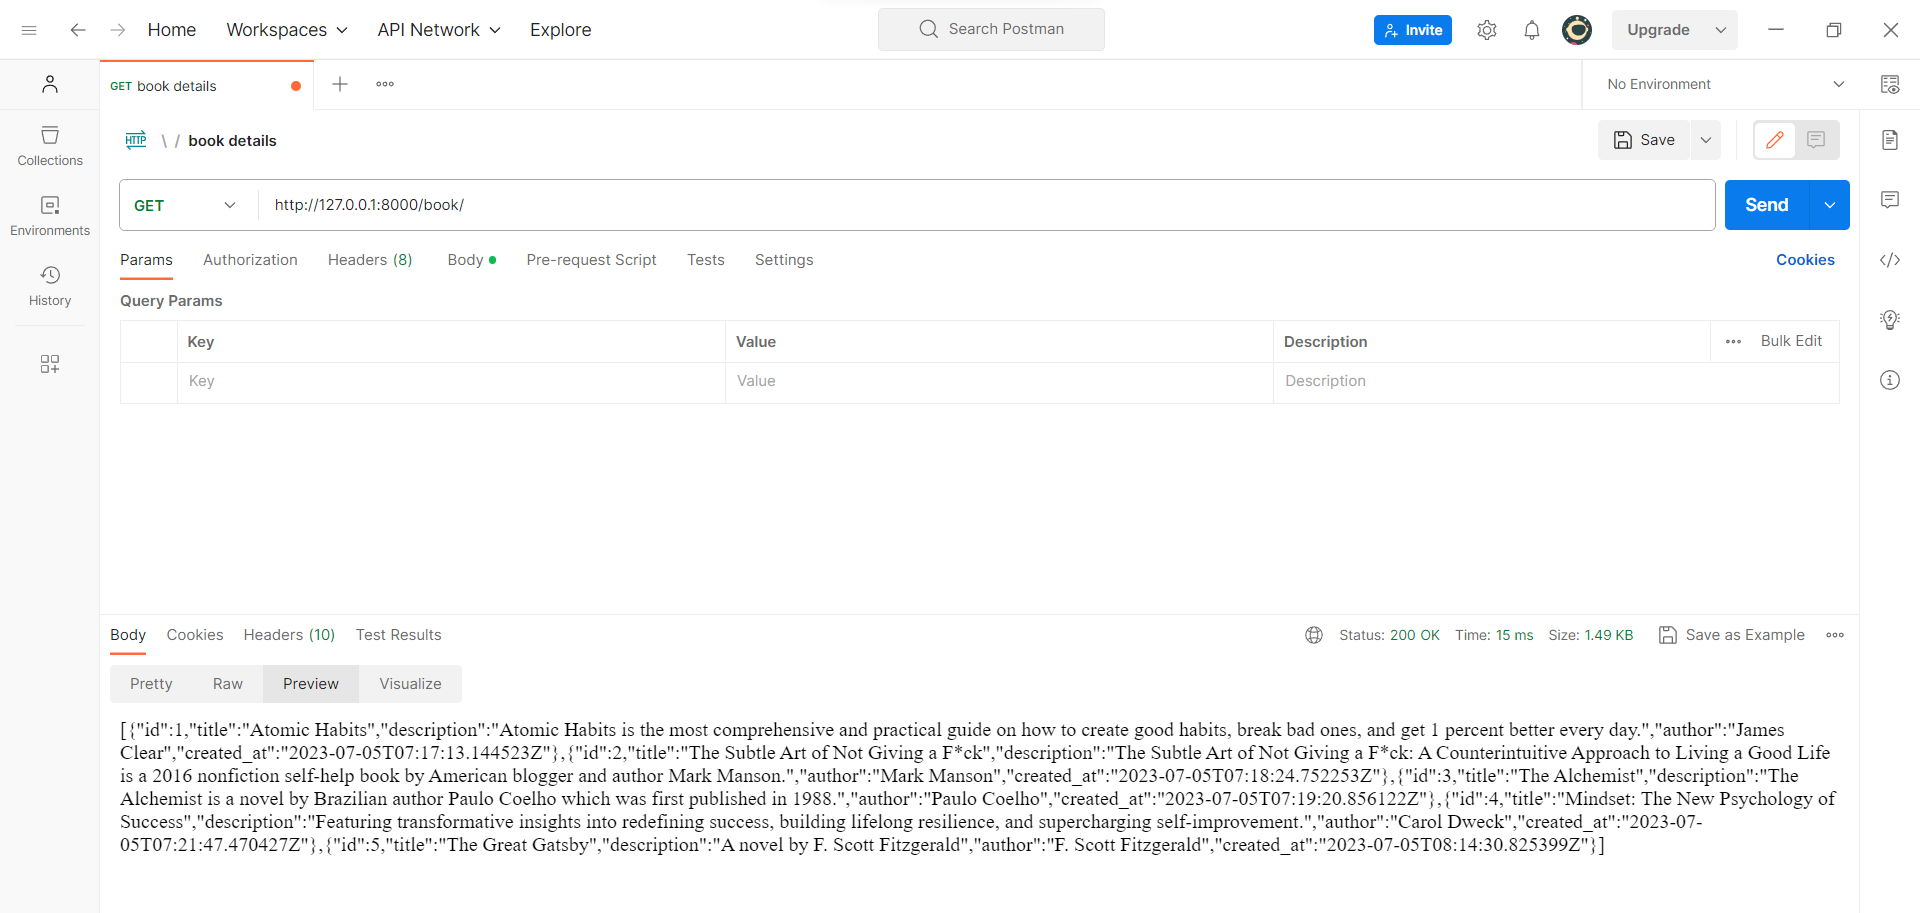 Home Workspaces API Network Explore Search Postman Invite Upgrade
GET book details No Environment
HTTP \ / book details Save
Collections
GET http://127.0.0.1:8000/book/ Send
Environments
Params Authorization Headers (8) Body Pre-request Script Tests Settings Cookies
History
Query Params
Key Value Description Bulk Edit
Key Value Description
Body Cookies Headers (10) Test Results Status: 200 OK Time: 15 ms Size: 1.49 KB Save as Example
Pretty Raw Preview Visualize
[{"id":1,"title":"Atomic Habits","description":"Atomic Habits is the most comprehensive and practical guide on how to create good habits, break bad ones, and get 1 percent better every day.","author":"James
Clear","created_at":"2023-07-05T07:17:13.144523Z"},{"id":2,"title":"The Subtle Art of Not Giving a F*ck","description":"The Subtle Art of Not Giving a F*ck: A Counterintuitive Approach to Living a Good Life
is a 2016 nonfiction self-help book by American blogger and author Mark Manson.","author":"Mark Manson","created_at":"2023-07-05T07:18:24.752253Z"},{"id":3,"title":"The Alchemist","description":"The
Alchemist is a novel by Brazilian author Paulo Coelho which was first published in 1988.","author":"Paulo Coelho","created_at":"2023-07-05T07:19:20.856122Z"},{"id":4,"title":"Mindset: The New Psychology of
Success","description":"Featuring transformative insights into redefining success, building lifelong resilience, and supercharging self-improvement.","author":"Carol Dweck","created_at":"2023-07-
05T07:21:47.470427Z"},{"id":5,"title":"The Great Gatsby","description":"A novel by F. Scott Fitzgerald","author":"F. Scott Fitzgerald","created_at":"2023-07-05T08:14:30.825399Z"}]